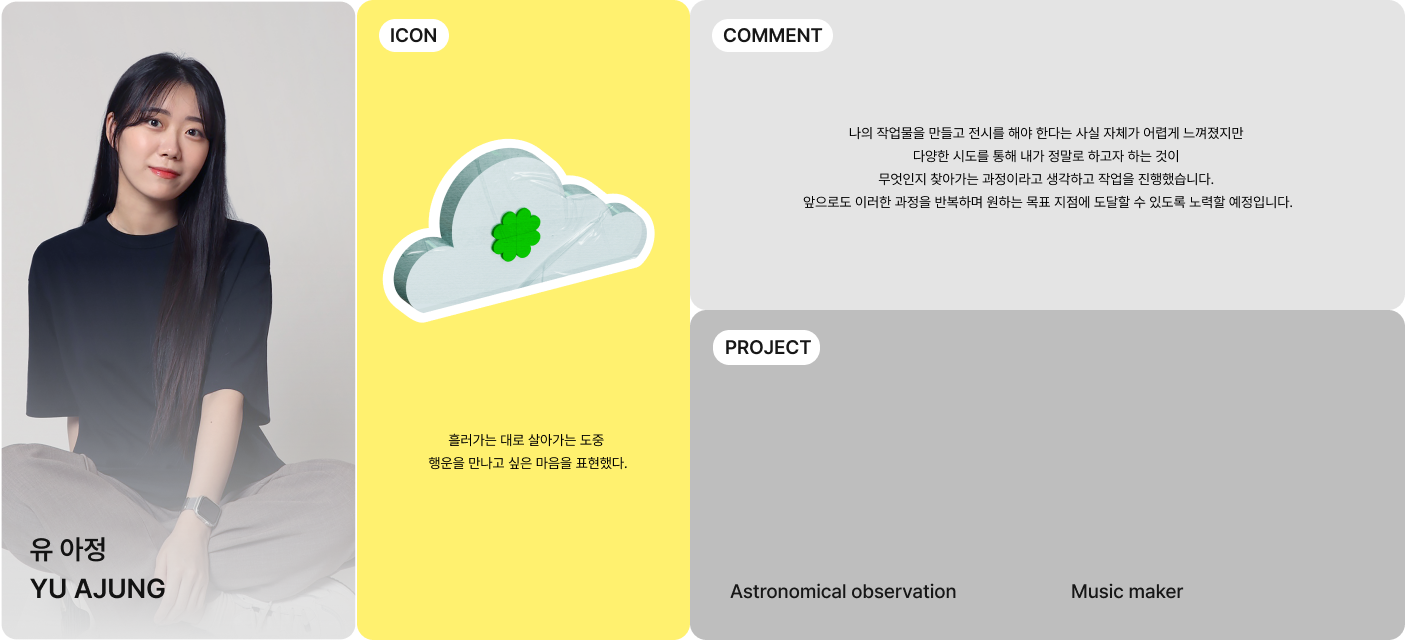 유 아정
YU AJUNG
ICON
흘러가는 대로 살아가는 도중
행운을 만나고 싶은 마음을 표현했다.
COMMENT
나의 작업물을 만들고 전시를 해야 한다는 사실 자체가 어렵게 느껴졌지만
다양한 시도를 통해 내가 정말로 하고자 하는 것이
무엇인지 찾아가는 과정이라고 생각하고 작업을 진행했습니다.
앞으로도 이러한 과정을 반복하며 원하는 목표 지점에 도달할 수 있도록 노력할 예정입니다.
PROJECT
Astronomical observation
Music maker